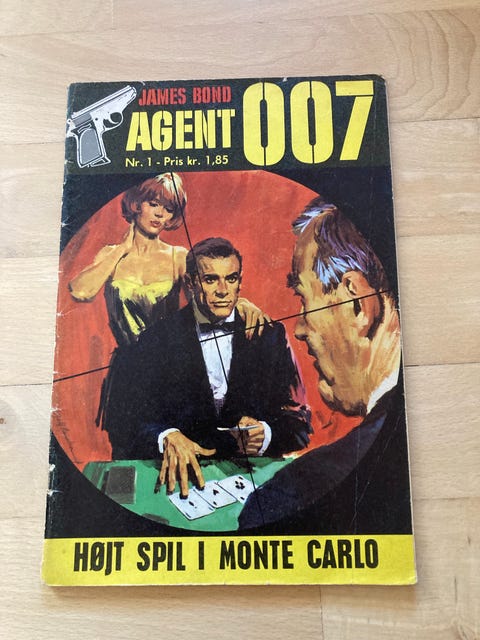 JAMES BOND
AGENT 007
Nr. 1 - Pris kr. 1,85
HØJT SPIL I MONTE CARLO